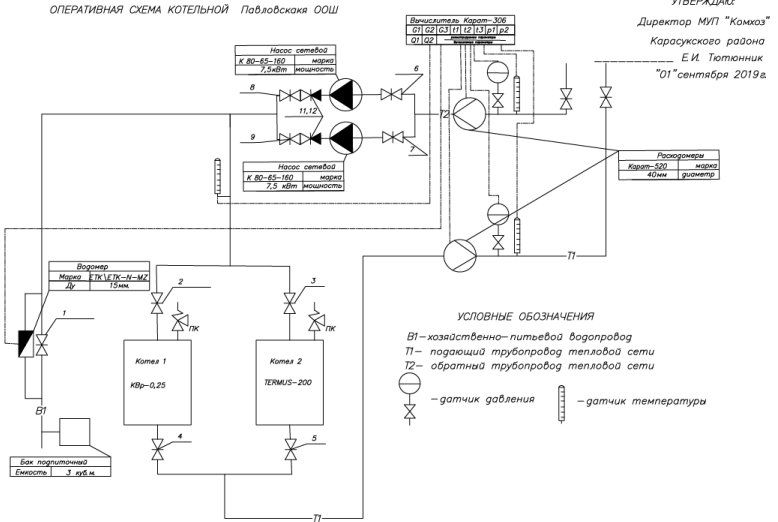 ОПЕРАТИВНАЯ СХЕМА КОТЕЛЬНОЙ Павловская ООШ
УТВЕРЖДАЮ:
Директор МУП "Комхоз"
Карасукского района
Е.И. Тютюнник
"01"сентября 2019г.
Вычислитель Карат-306
G1 G2 G3 t1 t2 t3 p1 p2
Q1 Q2
Насос сетевой
К 80-65-160 марка
7,5кВт мощность
8
6
11,12
Т2
9
7
Насос сетевой
К 80-65-160 марка
7,5 кВт мощность
Расходомеры
Карат-520 марка
40мм диаметр
Т1
Водомер
Марка ЕТК\ЕТК-N-MZ
Ду 15мм.
1
2
3
ПК
ПК
Котел 1
КВр-0,25
Котел 2
TERMUS-200
4
5
В1
Бак подпиточный
Емкость 3 куб.м.
Т1
УСЛОВНЫЕ ОБОЗНАЧЕНИЯ
В1-хозяйственно-питьевой водопровод
Т1- подающий трубопровод тепловой сети
Т2- обратный трубопровод тепловой сети
-датчик давления
-датчик температуры